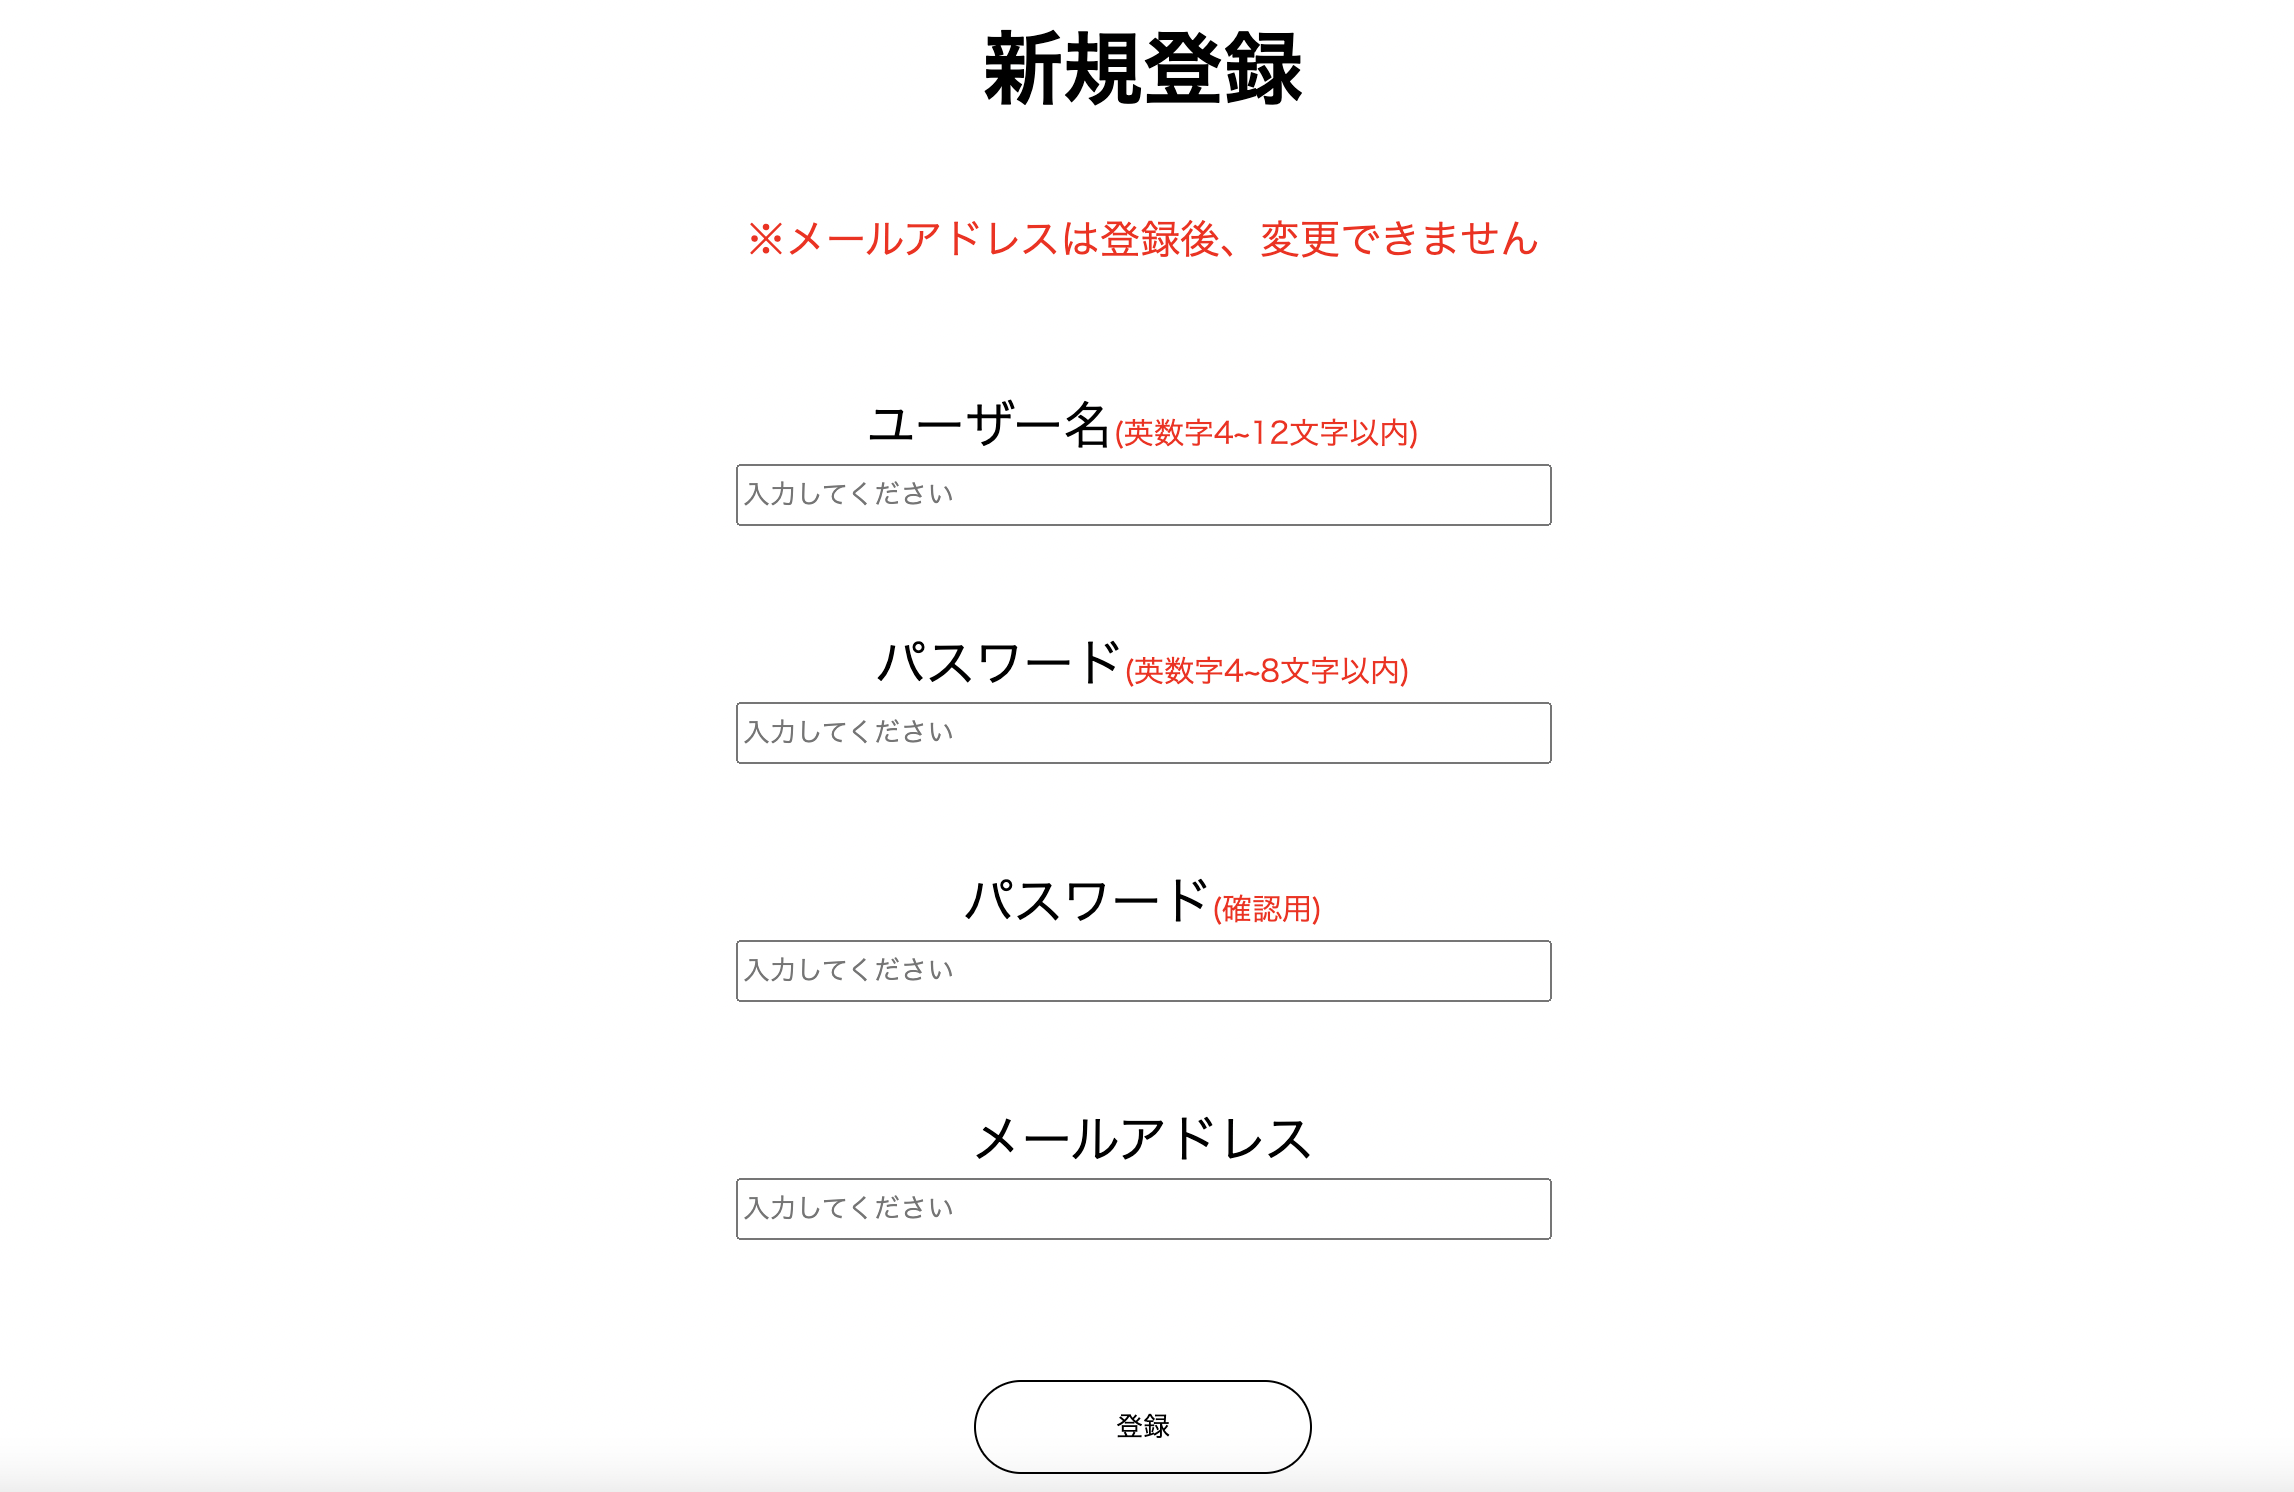 新規登録
※メールアドレスは登録後、変更できません
ユーザー名(英数字4~12文字以内)
入力してください
パスワード(英数字4~8文字以内)
入力してください
パスワード(確認用)
入力してください
メールアドレス
入力してください
登録